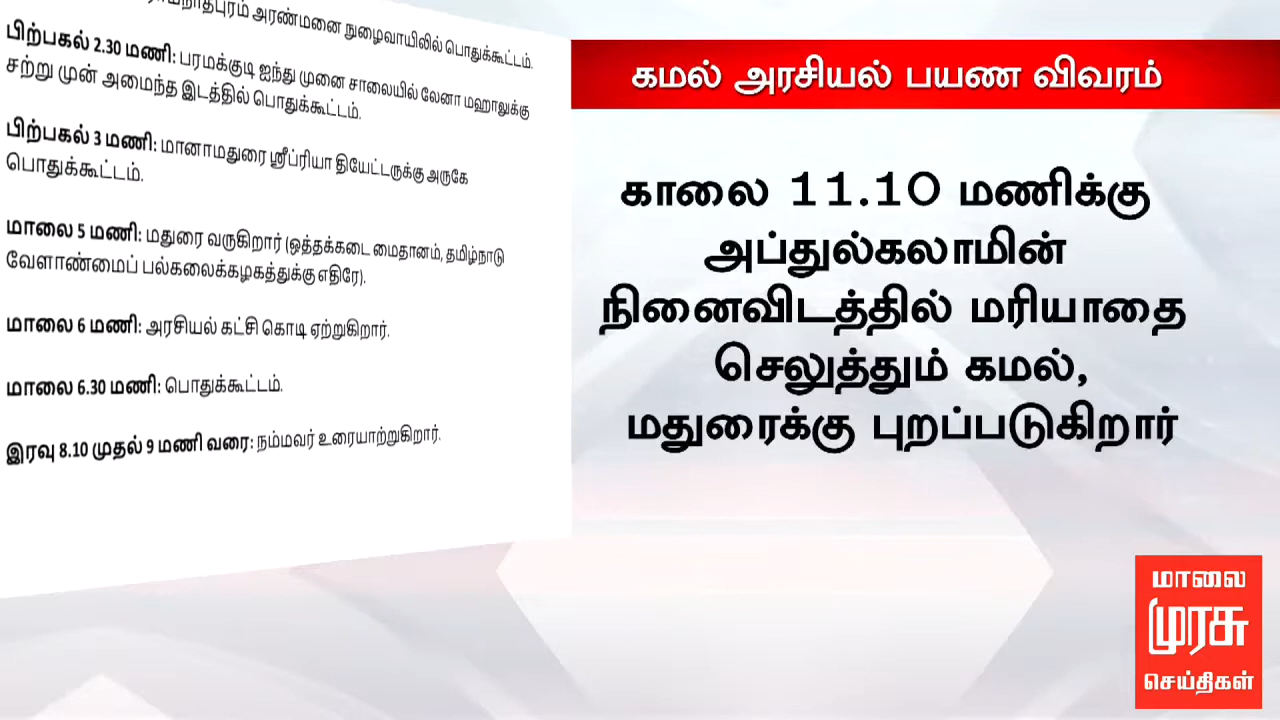 அரண்மனை நுழைவாயிலில் பொதுக்கூட்டம்.
பிற்பகல் 2.30 மணி: பரமக்குடி ஐந்து முனை சாலையில் லேனா மஹாலுக்கு
சற்று முன் அமைந்த இடத்தில் பொதுக்கூட்டம்.
பிற்பகல் 3 மணி: மானாமதுரை ஸ்ரீப்ரியா தியேட்டருக்கு அருகே
பொதுக்கூட்டம்.
மாலை 5 மணி: மதுரை வருகிறார் (ஒத்தக்கடை மைதானம், தமிழ்நாடு
வேளாண்மைப் பல்கலைக்கழகத்துக்கு எதிரே).
மாலை 6 மணி: அரசியல் கட்சி கொடி ஏற்றுகிறார்.
மாலை 6.30 மணி: பொதுக்கூட்டம்.
இரவு 8.10 முதல் 9 மணி வரை: நம்மவர் உரையாற்றுகிறார்.
கமல் அரசியல் பயண விவரம்
காலை 11.10 மணிக்கு
அப்துல்கலாமின்
நினைவிடத்தில் மரியாதை
செலுத்தும் கமல்,
மதுரைக்கு புறப்படுகிறார்
மாலை
முரசு
செய்திகள்